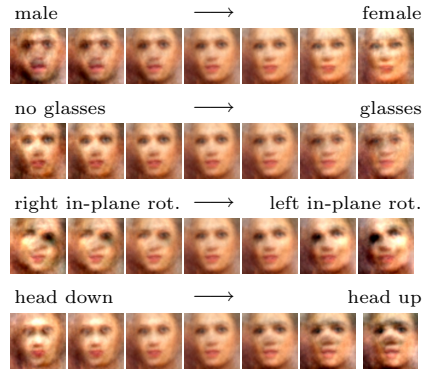 male ⟶ female
no glasses ⟶ glasses
right in-plane rot. ⟶ left in-plane rot.
head down ⟶ head up